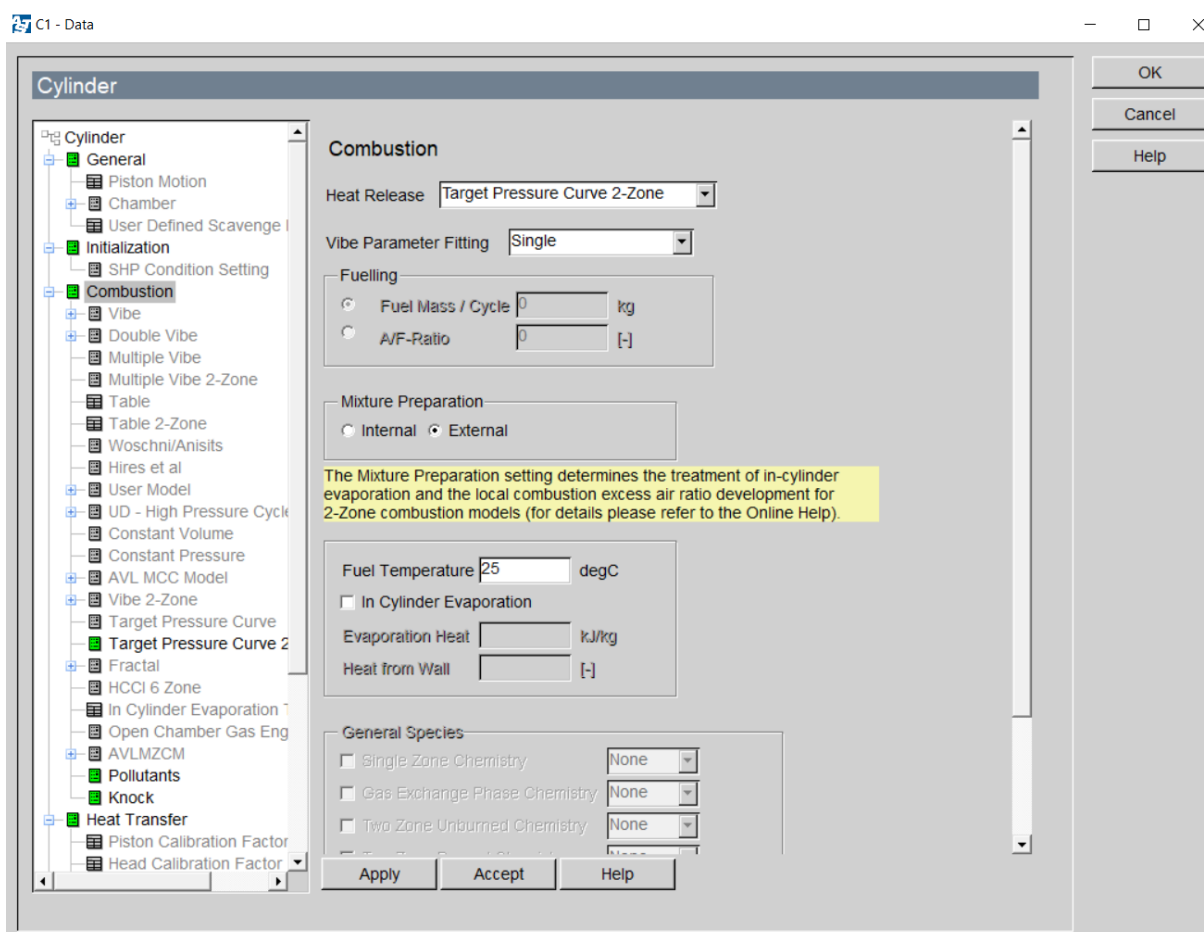 C1 - Data
OK
Cancel
Help
Cylinder
Cylinder
General
Piston Motion
Chamber
User Defined Scavenge
Initialization
SHP Condition Setting
Combustion
Vibe
Double Vibe
Multiple Vibe
Multiple Vibe 2-Zone
Table
Table 2-Zone
Woschni/Anisits
Hires et al
User Model
UD - High Pressure Cycle
Constant Volume
Constant Pressure
AVL MCC Model
Vibe 2-Zone
Target Pressure Curve
Target Pressure Curve 2
Fractal
HCCI 6 Zone
In Cylinder Evaporation
Open Chamber Gas Eng
AVLMZCM
Pollutants
Knock
Heat Transfer
Piston Calibration Factor
Head Calibration Factor
Combustion
Heat Release Target Pressure Curve 2-Zone
Vibe Parameter Fitting Single
Fuelling
Fuel Mass / Cycle 0 kg
A/F-Ratio 0 [-]
Mixture Preparation
Internal External
The Mixture Preparation setting determines the treatment of in-cylinder
evaporation and the local combustion excess air ratio development for
2-Zone combustion models (for details please refer to the Online Help).
Fuel Temperature 25 degC
In Cylinder Evaporation
Evaporation Heat kJ/kg
Heat from Wall [-]
General Species
Single Zone Chemistry None
Gas Exchange Phase Chemistry None
Two Zone Unburned Chemistry None
Apply Accept Help